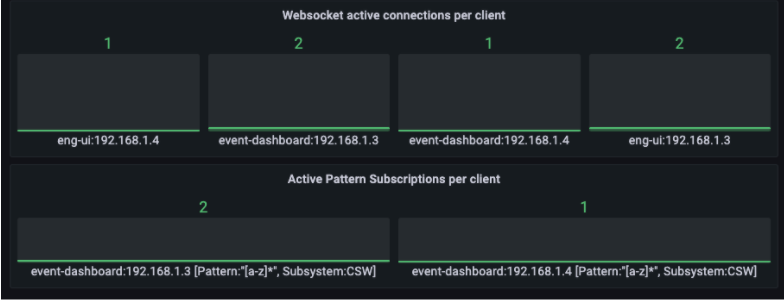 Websocket active connections per client
1 2 1 2
eng-ui:192.168.1.4 event-dashboard:192.168.1.3 event-dashboard:192.168.1.4 eng-ui:192.168.1.3
Active Pattern Subscriptions per client
2 1
event-dashboard:192.168.1.3 [Pattern:"[a-z]*", Subsystem:CSW] event-dashboard:192.168.1.4 [Pattern:"[a-z]*", Subsystem:CSW]